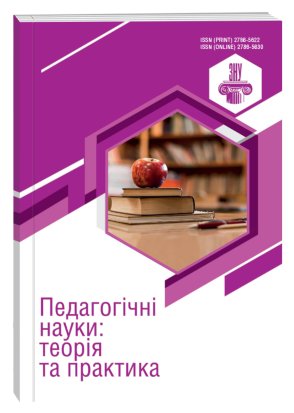 ISSN (PRINT) 2786-5622
ISSN (ONLINE) 2786-5630
ЗНУ
Педагогічні
науки:
теорія
та практика